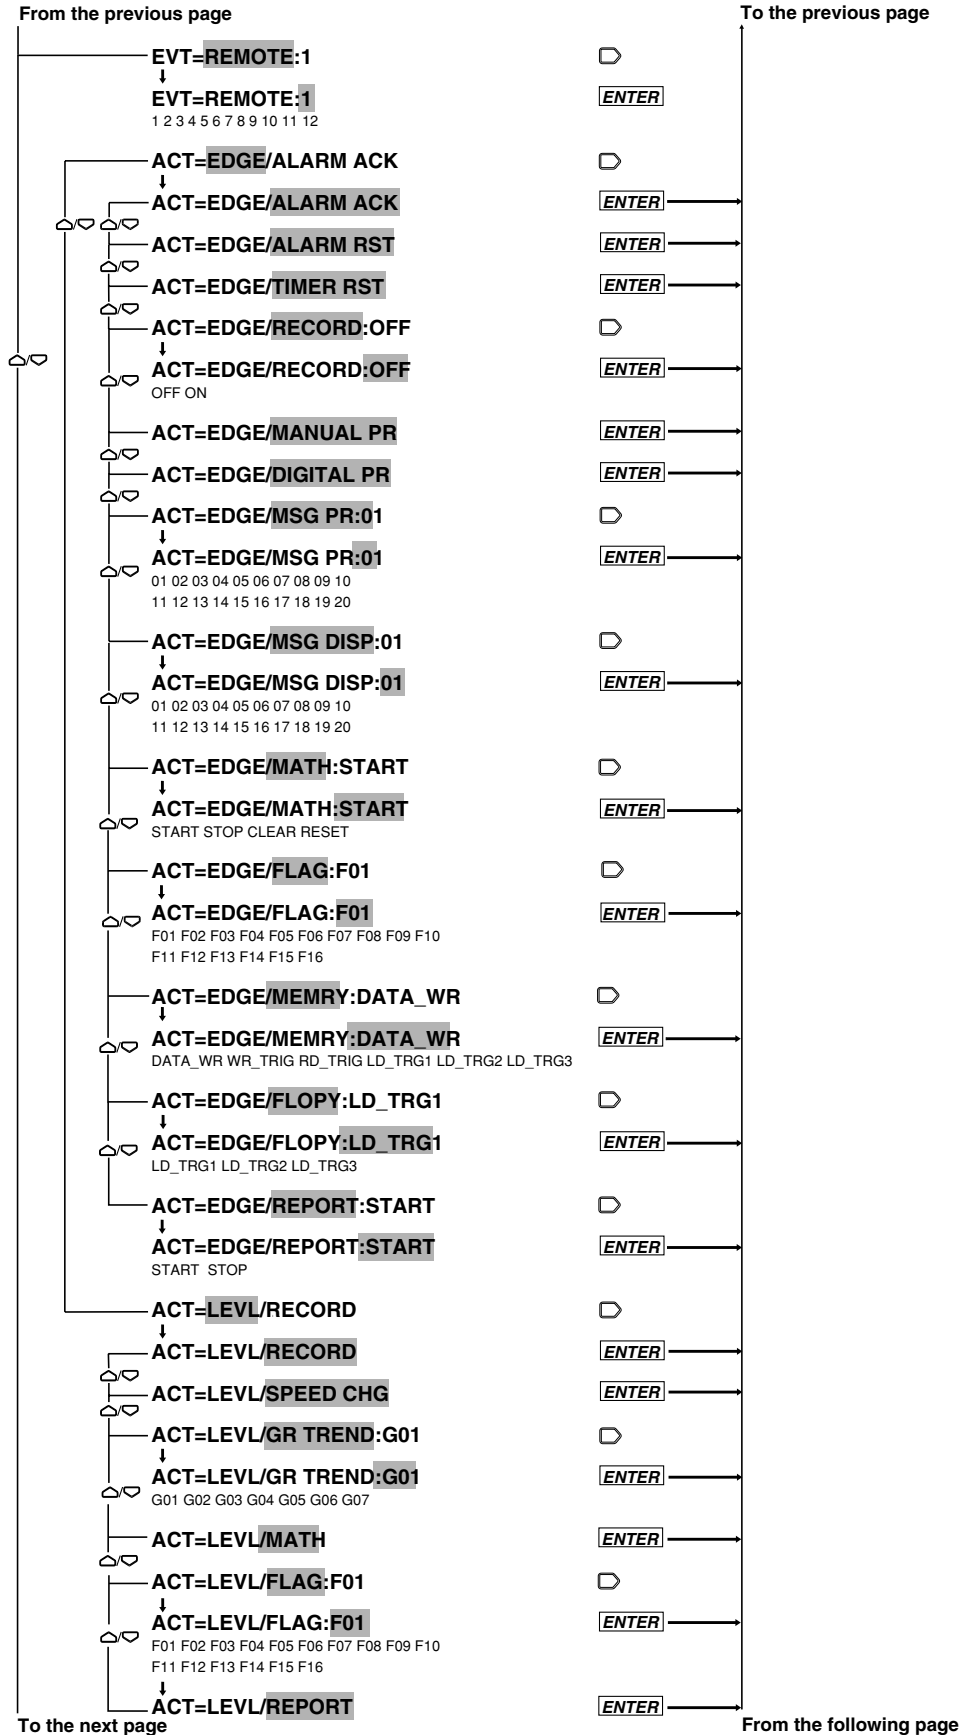 From the previous page
To the previous page
EVT=REMOTE:1
EVT=REMOTE:1 ENTER
1 2 3 4 5 6 7 8 9 10 11 12
ACT=EDGE/ALARM ACK
ACT=EDGE/ALARM ACK ENTER
ACT=EDGE/ALARM RST ENTER
ACT=EDGE/TIMER RST ENTER
ACT=EDGE/RECORD:OFF
ACT=EDGE/RECORD:OFF ENTER
OFF ON
ACT=EDGE/MANUAL PR ENTER
ACT=EDGE/DIGITAL PR ENTER
ACT=EDGE/MSG PR:01
ACT=EDGE/MSG PR:01 ENTER
01 02 03 04 05 06 07 08 09 10
11 12 13 14 15 16 17 18 19 20
ACT=EDGE/MSG DISP:01
ACT=EDGE/MSG DISP:01 ENTER
01 02 03 04 05 06 07 08 09 10
11 12 13 14 15 16 17 18 19 20
ACT=EDGE/MATH:START
ACT=EDGE/MATH:START ENTER
START STOP CLEAR RESET
ACT=EDGE/FLAG:F01
ACT=EDGE/FLAG:F01 ENTER
F01 F02 F03 F04 F05 F06 F07 F08 F09 F10
F11 F12 F13 F14 F15 F16
ACT=EDGE/MEMRY:DATA_WR
ACT=EDGE/MEMRY:DATA_WR ENTER
DATA_WR WR_TRIG RD_TRIG LD_TRG1 LD_TRG2 LD_TRG3
ACT=EDGE/FLOPY:LD_TRG1
ACT=EDGE/FLOPY:LD_TRG1 ENTER
LD_TRG1 LD_TRG2 LD_TRG3
ACT=EDGE/REPORT:START
ACT=EDGE/REPORT:START ENTER
START STOP
ACT=LEVL/RECORD
ACT=LEVL/RECORD ENTER
ACT=LEVL/SPEED CHG ENTER
ACT=LEVL/GR TREND:G01
ACT=LEVL/GR TREND:G01 ENTER
G01 G02 G03 G04 G05 G06 G07
ACT=LEVL/MATH ENTER
ACT=LEVL/FLAG:F01
ACT=LEVL/FLAG:F01 ENTER
F01 F02 F03 F04 F05 F06 F07 F08 F09 F10
F11 F12 F13 F14 F15 F16
ACT=LEVL/REPORT ENTER
To the next page
From the following page